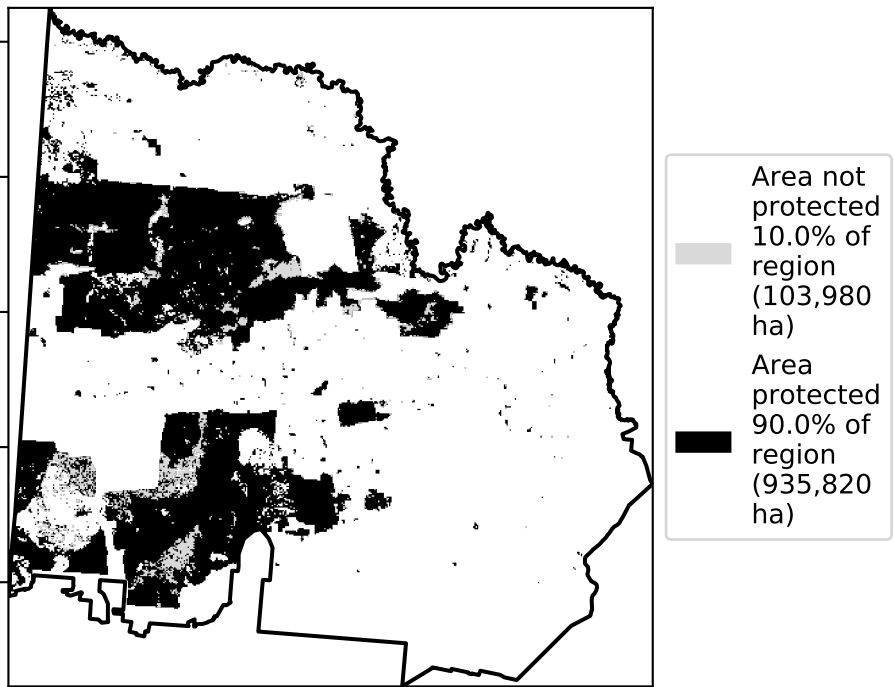 Area not
protected
10.0% of
region
(103,980
ha)
Area
protected
90.0% of
region
(935,820
ha)